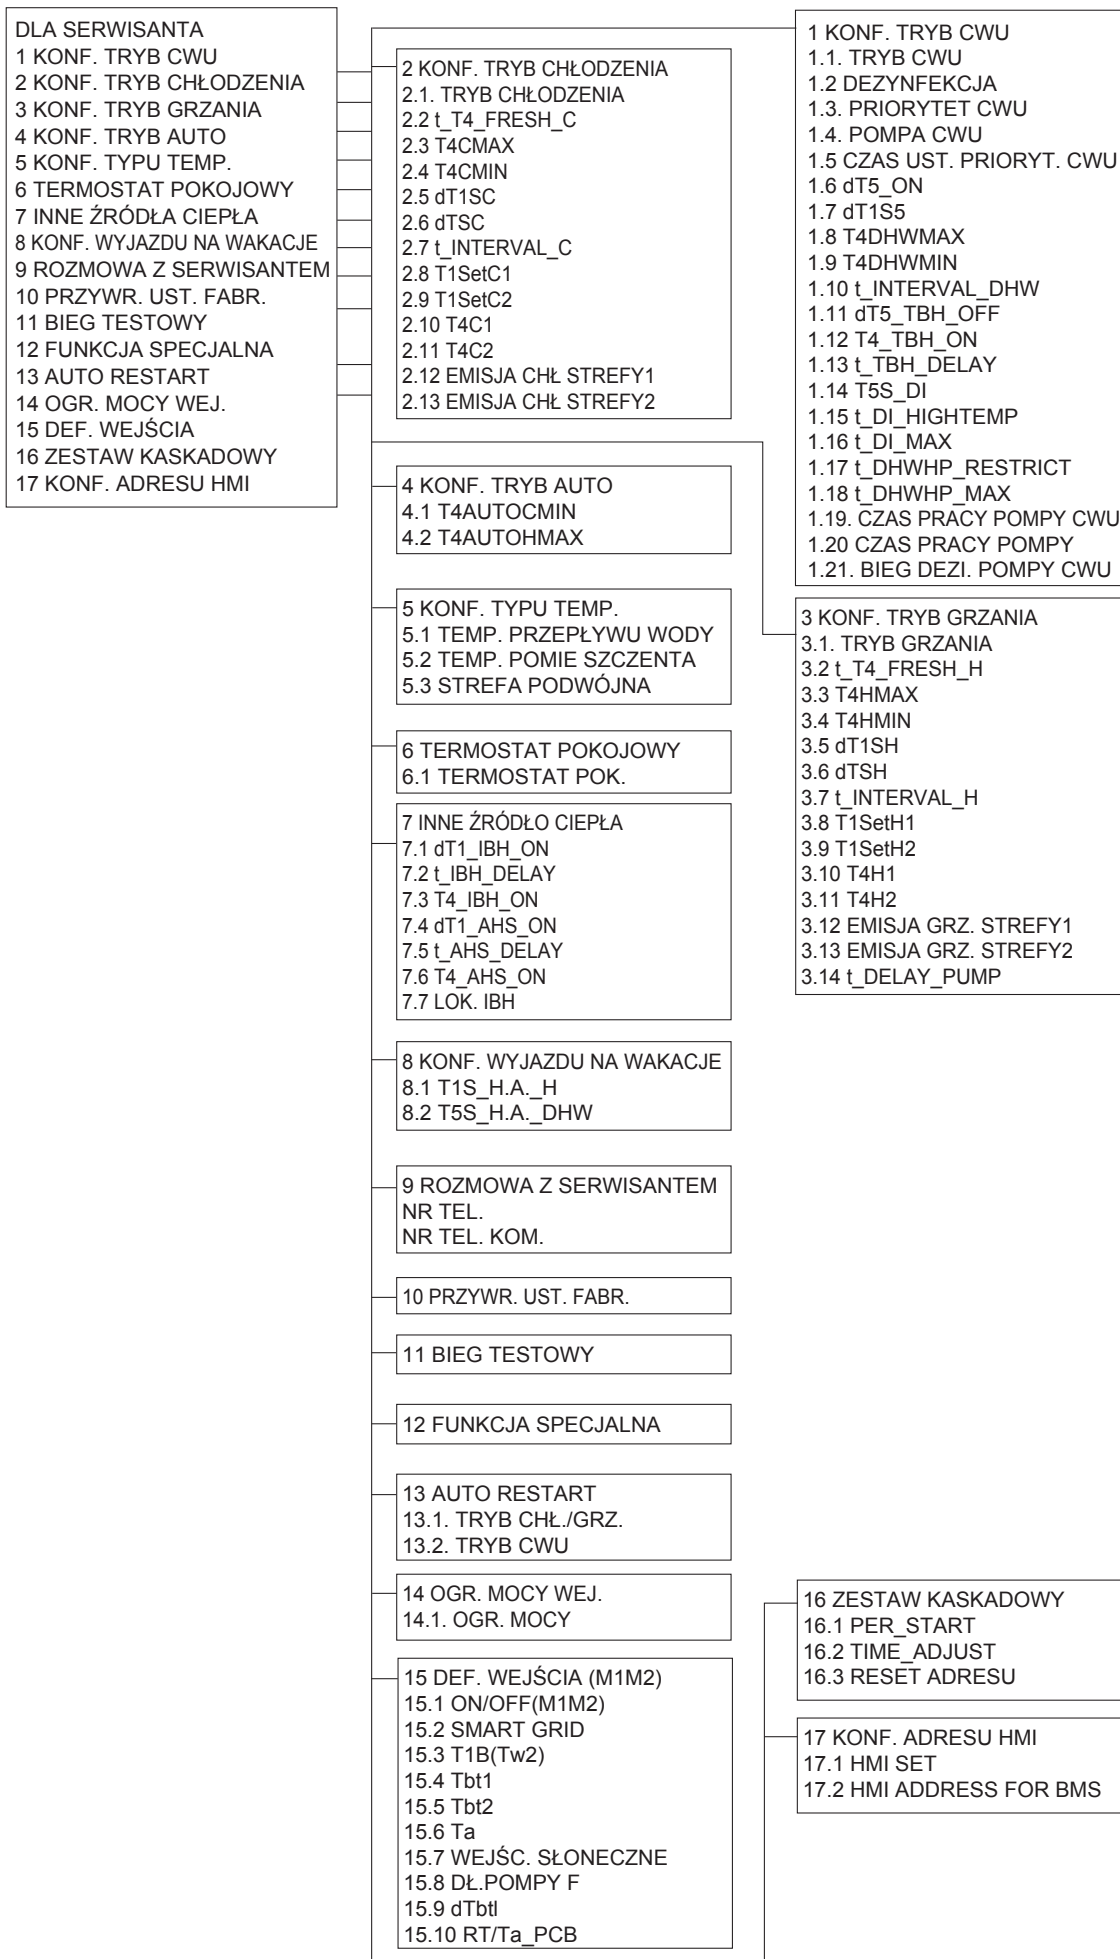 DLA SERWISANTA
1 KONF. TRYB CWU
2 KONF. TRYB CHŁODZENIA
3 KONF. TRYB GRZANIA
4 KONF. TRYB AUTO
5 KONF. TYPU TEMP.
6 TERMOSTAT POKOJOWY
7 INNE ŹRÓDŁA CIEPŁA
8 KONF. WYJAZDU NA WAKACJE
9 ROZMOWA Z SERWISANTEM
10 PRZYWR. UST. FABR.
11 BIEG TESTOWY
12 FUNKCJA SPECJALNA
13 AUTO RESTART
14 OGR. MOCY WEJ.
15 DEF. WEJŚCIA
16 ZESTAW KASKADOWY
17 KONF. ADRESU HMI
1 KONF. TRYB CWU
1.1. TRYB CWU
1.2 DEZYNFEKCJA
1.3. PRIORYTET CWU
1.4. POMPA CWU
1.5 CZAS UST. PRIORYT. CWU
1.6 dT5_ON
1.7 dT1S5
1.8 T4DHWMAX
1.9 T4DHWMIN
1.10 t_INTERVAL_DHW
1.11 dT5_TBH_OFF
1.12 T4_TBH_ON
1.13 t_TBH_DELAY
1.14 T5S_DI
1.15 t_DI_HIGHTEMP
1.16 t_DI_MAX
1.17 t_DHWHP_RESTRICT
1.18 t_DHWHP_MAX
1.19. CZAS PRACY POMPY CWU
1.20 CZAS PRACY POMPY
1.21. BIEG DEZI. POMPY CWU
2 KONF. TRYB CHŁODZENIA
2.1. TRYB CHŁODZENIA
2.2 t_T4_FRESH_C
2.3 T4CMAX
2.4 T4CMIN
2.5 dT1SC
2.6 dTSC
2.7 t_INTERVAL_C
2.8 T1SetC1
2.9 T1SetC2
2.10 T4C1
2.11 T4C2
2.12 EMISJA CHŁ STREFY1
2.13 EMISJA CHŁ STREFY2
3 KONF. TRYB GRZANIA
3.1. TRYB GRZANIA
3.2 t_T4_FRESH_H
3.3 T4HMAX
3.4 T4HMIN
3.5 dT1SH
3.6 dTSH
3.7 t_INTERVAL_H
3.8 T1SetH1
3.9 T1SetH2
3.10 T4H1
3.11 T4H2
3.12 EMISJA GRZ. STREFY1
3.13 EMISJA GRZ. STREFY2
3.14 t_DELAY_PUMP
4 KONF. TRYB AUTO
4.1 T4AUTOCMIN
4.2 T4AUTOHMAX
5 KONF. TYPU TEMP.
5.1 TEMP. PRZEPŁYWU WODY
5.2 TEMP. POMIE SZCZENTA
5.3 STREFA PODWÓJNA
6 TERMOSTAT POKOJOWY
6.1 TERMOSTAT POK.
7 INNE ŹRÓDŁO CIEPŁA
7.1 dT1_IBH_ON
7.2 t_IBH_DELAY
7.3 T4_IBH_ON
7.4 dT1_AHS_ON
7.5 t_AHS_DELAY
7.6 T4_AHS_ON
7.7 LOK. IBH
8 KONF. WYJAZDU NA WAKACJE
8.1 T1S_H.A._H
8.2 T5S_H.A._DHW
9 ROZMOWA Z SERWISANTEM
NR TEL.
NR TEL. KOM.
10 PRZYWR. UST. FABR.
11 BIEG TESTOWY
12 FUNKCJA SPECJALNA
13 AUTO RESTART
13.1. TRYB CHŁ./GRZ.
13.2. TRYB CWU
14 OGR. MOCY WEJ.
14.1. OGR. MOCY
15 DEF. WEJŚCIA (M1M2)
15.1 ON/OFF(M1M2)
15.2 SMART GRID
15.3 T1B(Tw2)
15.4 Tbt1
15.5 Tbt2
15.6 Ta
15.7 WEJŚC. SŁONECZNE
15.8 DŁ.POMPY F
15.9 dTbtl
15.10 RT/Ta_PCB
16 ZESTAW KASKADOWY
16.1 PER_START
16.2 TIME_ADJUST
16.3 RESET ADRESU
17 KONF. ADRESU HMI
17.1 HMI SET
17.2 HMI ADDRESS FOR BMS